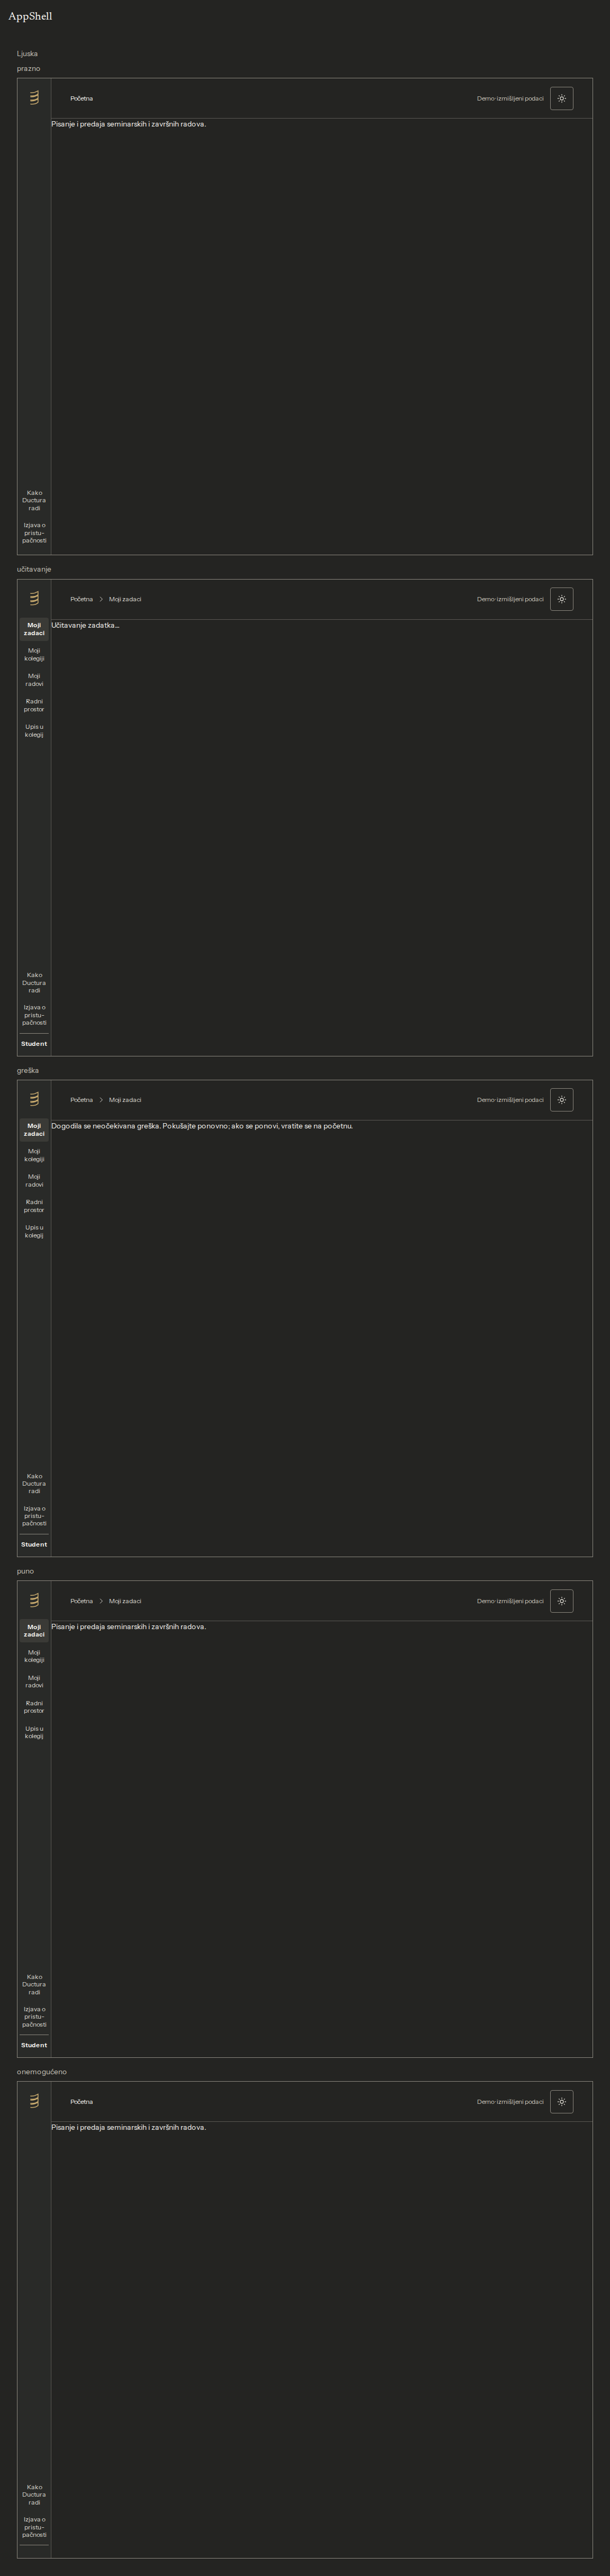 AppShell
Ljuska
prazno
Početna
Demo · izmišljeni podaci
Pisanje i predaja seminarskih i završnih radova.
Kako
Ductura
radi
Izjava o
pristu-
pačnosti
učitavanje
Početna
Moji zadaci
Demo · izmišljeni podaci
Moji
zadaci
Učitavanje zadatka…
Moji
kolegiji
Moji
radovi
Radni
prostor
Upis u
kolegij
Kako
Ductura
radi
Izjava o
pristu-
pačnosti
Student
greška
Početna
Moji zadaci
Demo · izmišljeni podaci
Moji
zadaci
Dogodila se neočekivana greška. Pokušajte ponovno; ako se ponovi, vratite se na početnu.
Moji
kolegiji
Moji
radovi
Radni
prostor
Upis u
kolegij
Kako
Ductura
radi
Izjava o
pristu-
pačnosti
Student
puno
Početna
Moji zadaci
Demo · izmišljeni podaci
Moji
zadaci
Pisanje i predaja seminarskih i završnih radova.
Moji
kolegiji
Moji
radovi
Radni
prostor
Upis u
kolegij
Kako
Ductura
radi
Izjava o
pristu-
pačnosti
Student
onemogućeno
Početna
Demo · izmišljeni podaci
Pisanje i predaja seminarskih i završnih radova.
Kako
Ductura
radi
Izjava o
pristu-
pačnosti